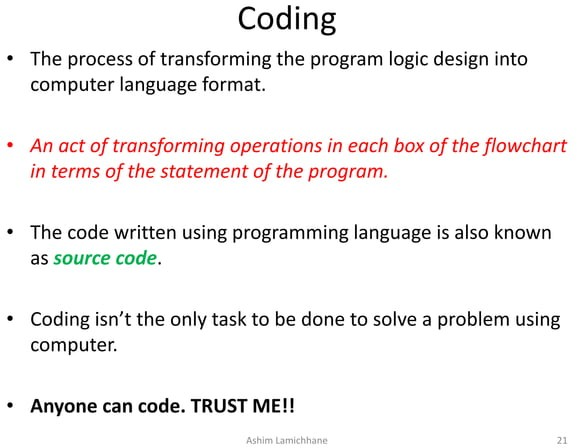 Coding
• The process of transforming the program logic design into
computer language format.
• An act of transforming operations in each box of the flowchart
in terms of the statement of the program.
• The code written using programming language is also known
as source code.
• Coding isn’t the only task to be done to solve a problem using
computer.
• Anyone can code. TRUST ME!!
Ashim Lamichhane 21